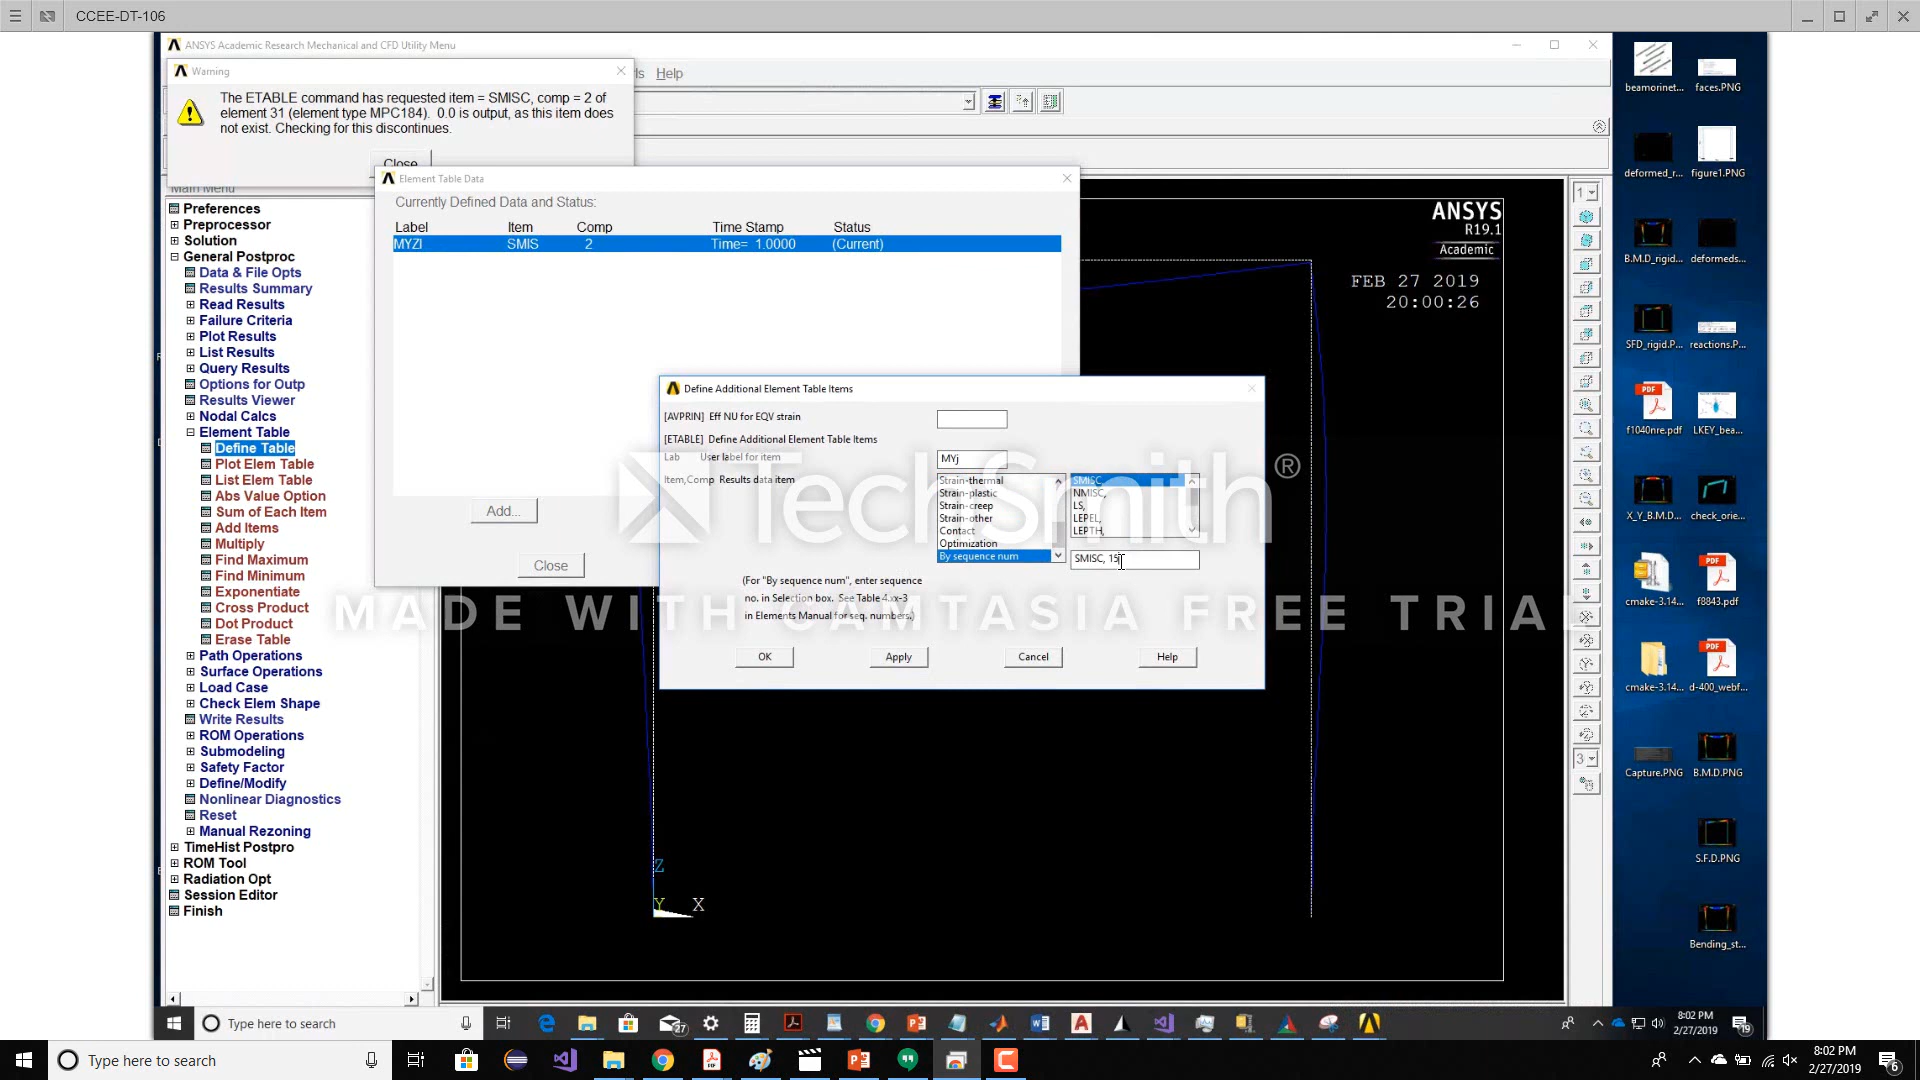 CCEE-DT-106
ANSYS Academic Research Mechanical and CFD Utility Menu
Warning
ls Help
The ETABLE command has requested item = SMISC, comp = 2 of
element 31 (element type MPC184). 0.0 is output, as this item does
not exist. Checking for this discontinues.
Close
Main Menu
Preferences
Preprocessor
Solution
General Postproc
Data & File Opts
Results Summary
Read Results
Failure Criteria
Plot Results
List Results
Query Results
Options for Outp
Results Viewer
Nodal Calcs
Element Table
Define Table
Plot Elem Table
List Elem Table
Abs Value Option
Sum of Each Item
Add Items
Multiply
Find Maximum
Find Minimum
Exponentiate
Cross Product
Dot Product
Erase Table
Path Operations
Surface Operations
Load Case
Check Elem Shape
Write Results
ROM Operations
Submodeling
Safety Factor
Define/Modify
Nonlinear Diagnostics
Reset
Manual Rezoning
TimeHist Postpro
ROM Tool
Radiation Opt
Session Editor
Finish
Element Table Data
Currently Defined Data and Status:
Label Item Comp Time Stamp Status
MYZI SMIS 2 Time= 1.0000 (Current)
Add...
Close
Define Additional Element Table Items
[AVPRIN] Eff NU for EQV strain
[ETABLE] Define Additional Element Table Items
Lab User label for item MYj
Item,Comp Results data item
Strain-thermal
Strain-plastic
Strain-creep
Strain-other
Contact
Optimization
By sequence num
SMISC,
NMISC,
LS,
LEPEL,
LEPTH,
SMISC, 15
(For "By sequence num", enter sequence
no. in Selection box. See Table 4.xx-3
in Elements Manual for seq. numbers.)
OK Apply Cancel Help
TechSmith®
MADE WITH CAMTASIA FREE TRIAL
ANSYS
R19.1
Academic
FEB 27 2019
20:00:26
Z
Y X
1
3
beamorinet... faces.PNG
deformed_r... figure1.PNG
B.M.D_rigid... deformeds...
SFD_rigid.P... reactions.P...
f1040nre.pdf LKEY_bea...
X_Y_B.M.D... check_orie...
cmake-3.14... f8843.pdf
cmake-3.14... d-400_webf...
Capture.PNG B.M.D.PNG
S.F.D.PNG
Bending_st...
Type here to search
27
8:02 PM
2/27/2019
19
Type here to search
8:02 PM
2/27/2019
6